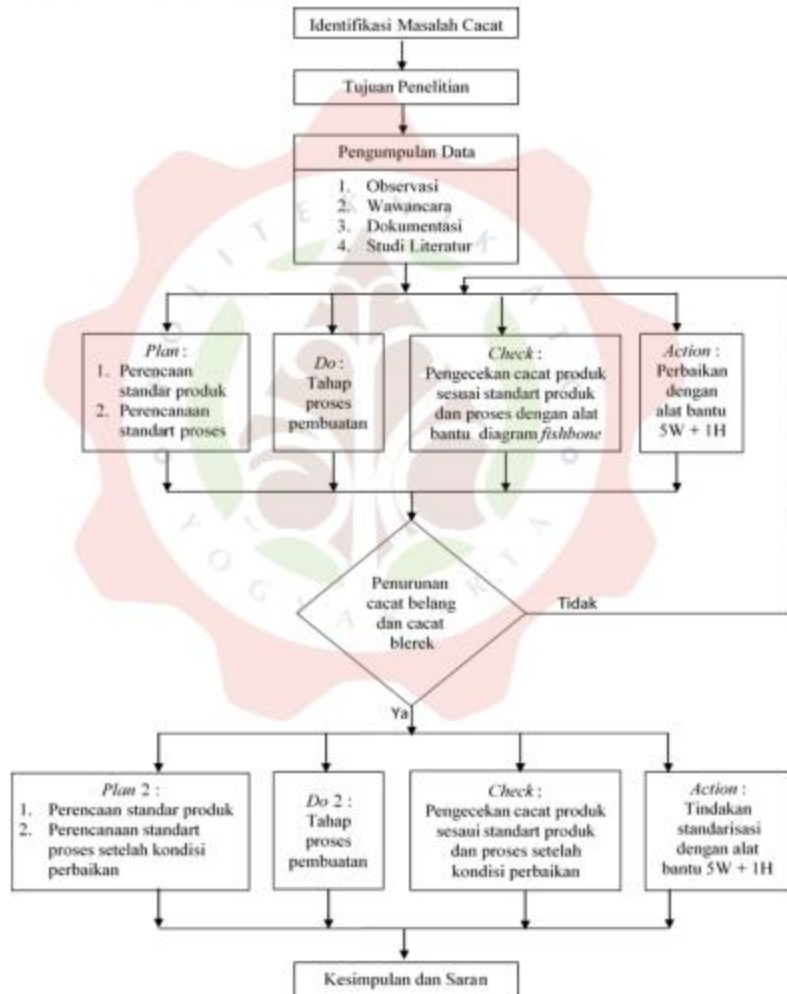 Identifikasi Masalah Cacat
Tujuan Penelitian
Pengumpulan Data
1. Observasi
2. Wawancara
3. Dokumentasi
4. Studi Literatur
Plan :
1. Perencaan
standar produk
2. Perencanaan
standart proses
Do :
Tahap
proses
pembuatan
Check :
Pengecekan cacat produk
sesuai standart produk
dan proses dengan alat
bantu diagram fishbone
Action :
Perbaikan
dengan
alat bantu
5W + 1H
Penurunan
cacat belang
dan cacat
blerek
Tidak
Ya
Plan 2 :
1. Perencaan standar produk
2. Perencanaan standart
proses setelah kondisi
perbaikan
Do 2 :
Tahap
proses
pembuatan
Check :
Pengecekan cacat produk
sesaui standart produk
dan proses setelah
kondisi perbaikan
Action :
Tindakan
standarisasi
dengan alat
bantu 5W + 1H
Kesimpulan dan Saran
YOGYAKARTA